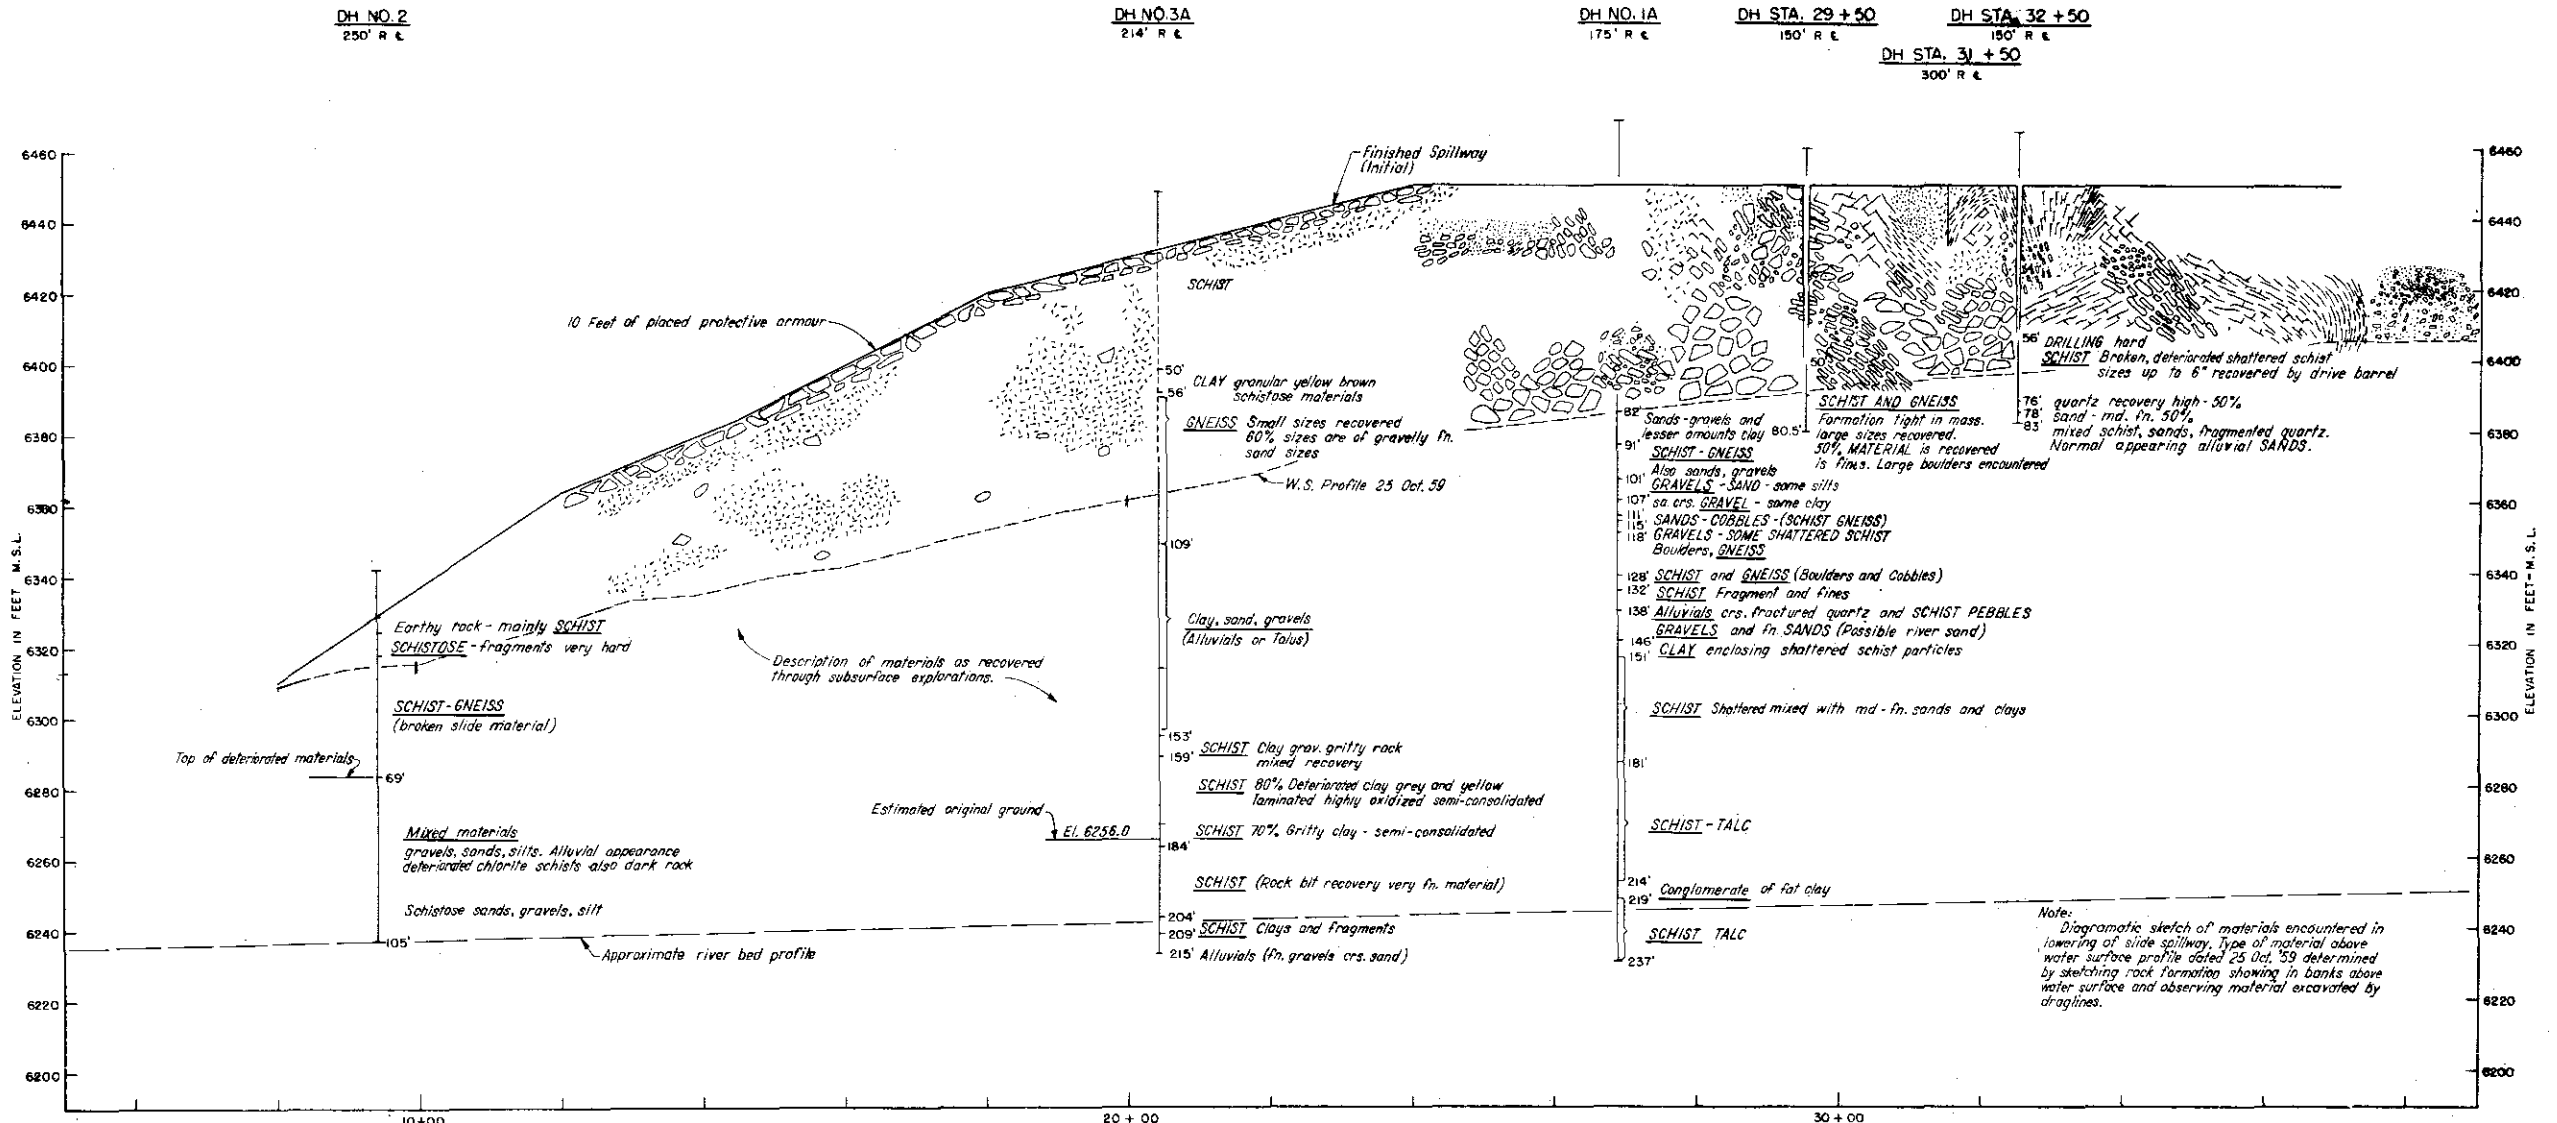 DH NO. 2
250' R ℄
DH NO. 3A
214' R ℄
DH NO. 1A
175' R ℄
DH STA. 29 + 50
150' R ℄
DH STA. 32 + 50
150' R ℄
DH STA. 31 + 50
300' R ℄
6460
6440
6420
6400
6380
6360
6340
6320
6300
6280
6260
6240
6220
6200
ELEVATION IN FEET M.S.L.
10+00
20 + 00
30 + 00
6460
6440
6420
6400
6380
6360
6340
6320
6300
6280
6260
6240
6220
6200
ELEVATION IN FEET - M.S.L.
Finished Spillway
(Initial)
10 Feet of placed protective armour
W.S. Profile 25 Oct. 59
Description of materials as recovered
through subsurface explorations.
Top of deteriorated materials
Estimated original ground
El. 6256.0
Approximate river bed profile
Earthy rock - mainly SCHIST
SCHISTOSE - fragments very hard
SCHIST-GNEISS
(broken slide material)
69'
Mixed materials
gravels, sands, silts. Alluvial appearance
deteriorated chlorite schists also dark rock
Schistose sands, gravels, silt
105'
SCHIST
50'
CLAY granular yellow brown
schistose materials
56'
GNEISS Small sizes recovered
60% sizes are of gravelly fn.
sand sizes
109'
Clay, sand, gravels
(Alluvials or Talus)
153'
SCHIST Clay grav. gritty rock
mixed recovery
159'
SCHIST 80% Deteriorated clay grey and yellow
laminated highly oxidized semi-consolidated
SCHIST 70% Gritty clay - semi-consolidated
184'
SCHIST (Rock bit recovery very fn. material)
204'
SCHIST Clays and fragments
209'
215' Alluvials (fn. gravels crs. sand)
82'
Sands - gravels and
lesser amounts clay
91'
SCHIST - GNEISS
Also sands, gravels
101'
GRAVELS - SAND - some silts
107' sa. crs. GRAVEL - some clay
111'
115' SANDS - COBBLES - (SCHIST GNEISS)
118' GRAVELS - SOME SHATTERED SCHIST
Boulders, GNEISS
128' SCHIST and GNEISS (Boulders and Cobbles)
132' SCHIST Fragment and fines
138' Alluvials crs. fractured quartz and SCHIST PEBBLES
GRAVELS and fn. SANDS (Possible river sand)
146'
151' CLAY enclosing shattered schist particles
SCHIST Shattered mixed with md - fn. sands and clays
181'
SCHIST - TALC
214'
Conglomerate of fat clay
219'
SCHIST TALC
237'
80.5'
SCHIST AND GNEISS
Formation tight in mass.
large sizes recovered.
50% MATERIAL is recovered
is fines. Large boulders encountered
56' DRILLING hard
SCHIST Broken, deteriorated shattered schist
sizes up to 6" recovered by drive barrel
76' quartz recovery high - 50%
78' sand - md. fn. 50%
83' mixed schist, sands, fragmented quartz.
Normal appearing alluvial SANDS.
Note:
Diagramatic sketch of materials encountered in
lowering of slide spillway. Type of material above
water surface profile dated 25 Oct. '59 determined
by sketching rock formation showing in banks above
water surface and observing material excavated by
draglines.